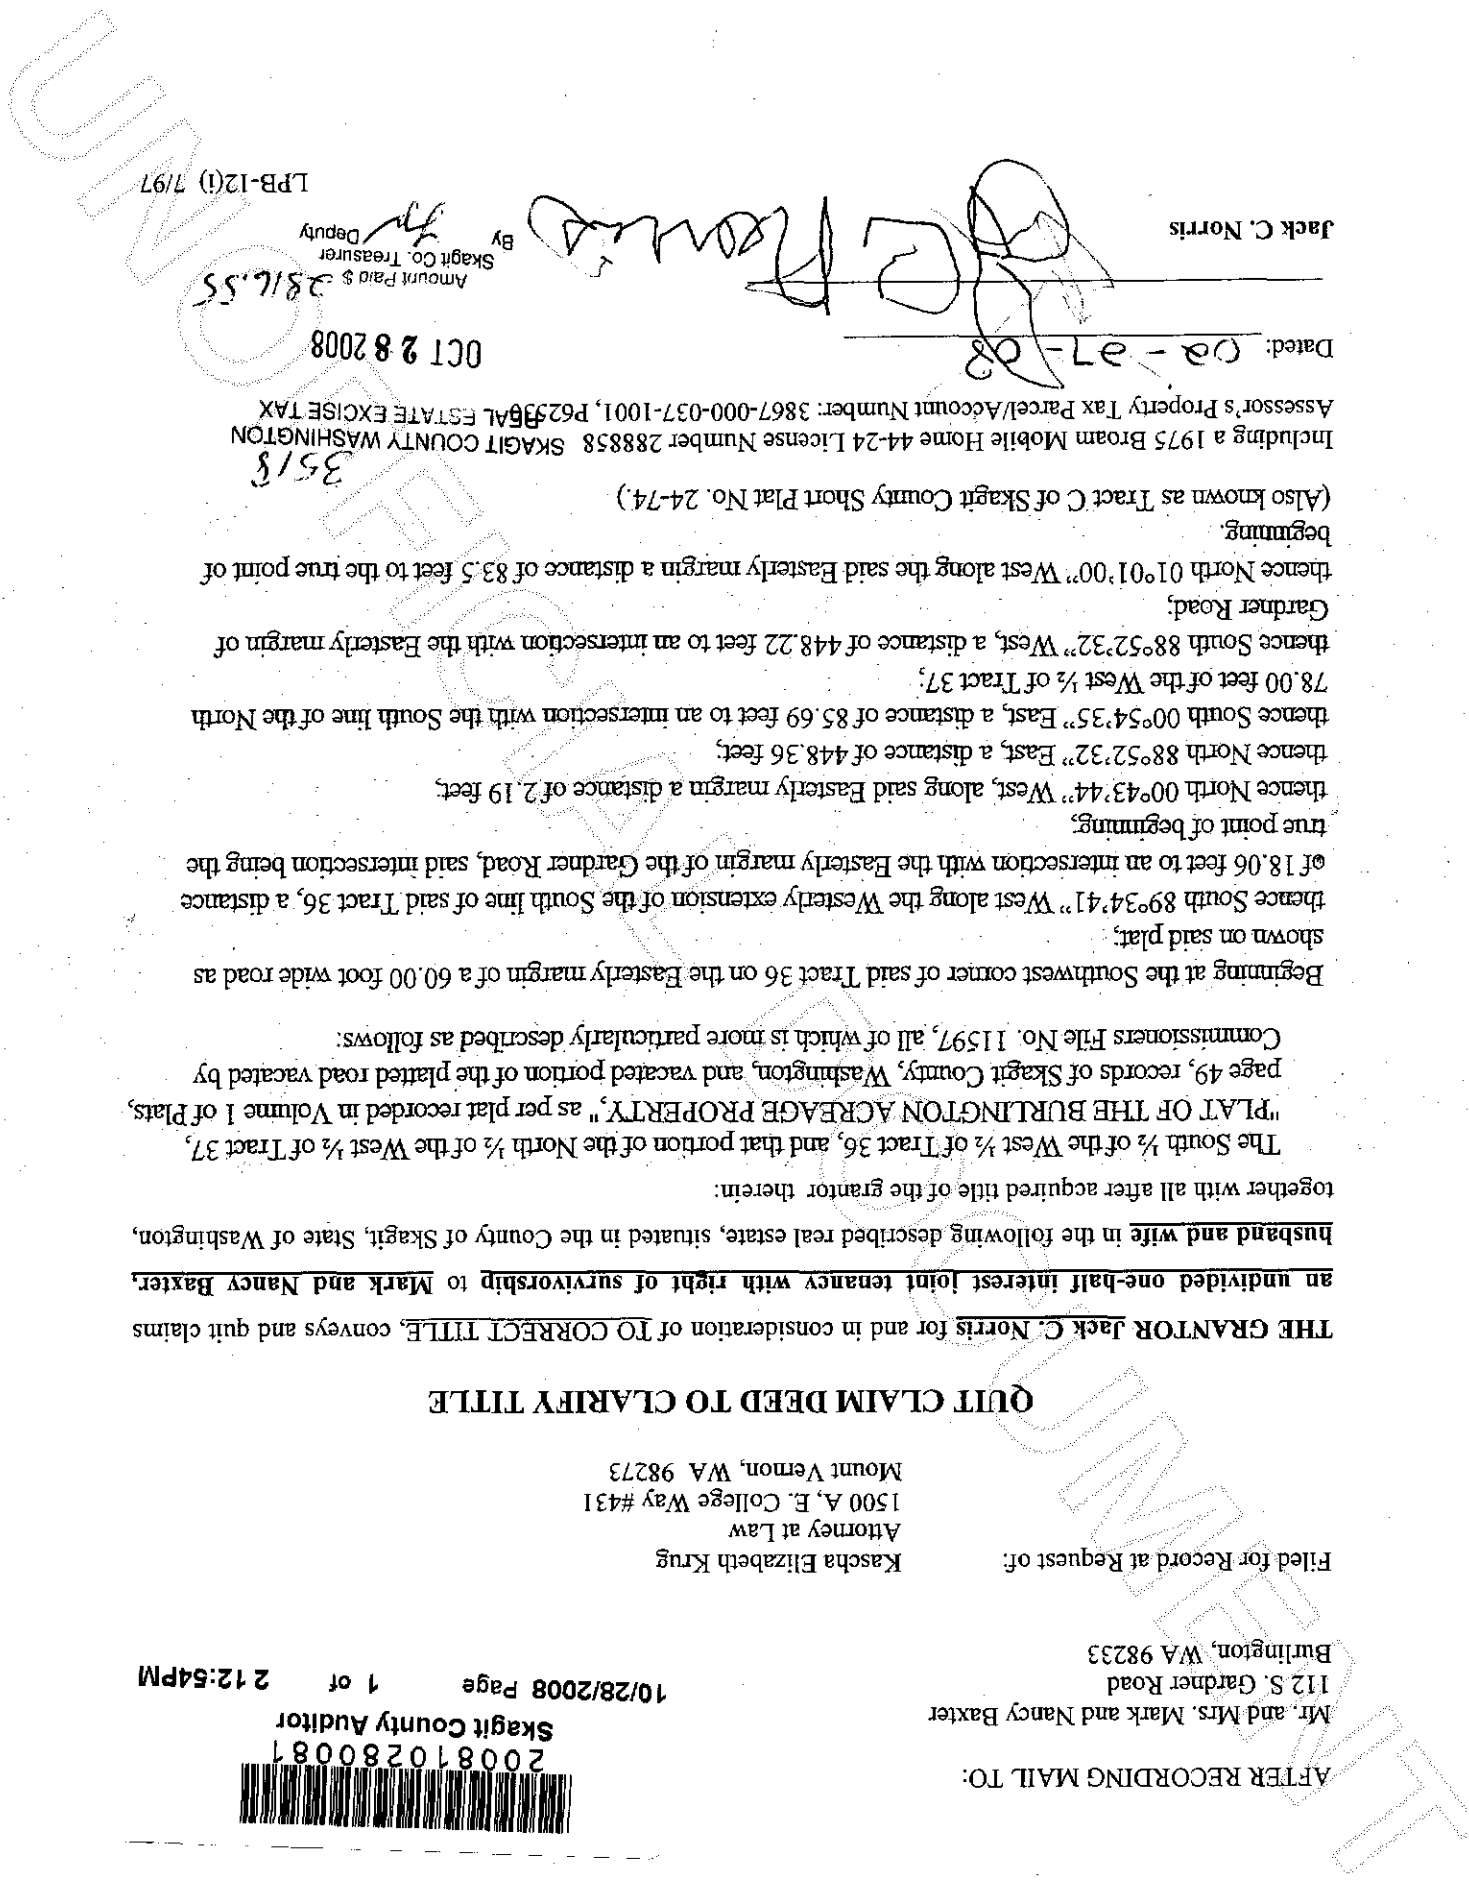 200810280081
Skagit County Auditor
10/28/2008 Page 1 of 1 2:12:54PM
AFTER RECORDING MAIL TO:
Mr. and Mrs. Mark and Nancy Baxter
112 S. Gardner Road
Burlington, WA 98233
Filed for Record at Request of: Kascha Elizabeth Krug
Attorney at Law
1500 A, E. College Way #431
Mount Vernon, WA 98273
QUIT CLAIM DEED TO CLARIFY TITLE
THE GRANTOR Jack C. Norris for and in consideration of TO CORRECT TITLE, conveys and quit claims
an undivided one-half interest joint tenancy with right of survivorship to Mark and Nancy Baxter,
husband and wife in the following described real estate, situated in the County of Skagit, State of Washington,
together with all after acquired title of the grantor therein:
The South ½ of the West ½ of Tract 36, and that portion of the North ½ of the West ½ of Tract 37,
"PLAT OF THE BURLINGTON ACREAGE PROPERTY," as per plat recorded in Volume 1 of Plats,
page 49, records of Skagit County, Washington, and vacated portion of the platted road vacated by
Commissioners File No. 11597, all of which is more particularly described as follows:
Beginning at the Southwest corner of said Tract 36 on the Easterly margin of a 60.00 foot wide road as
shown on said plat;
thence South 89°34'41" West along the Westerly extension of the South line of said Tract 36, a distance
of 18.06 feet to an intersection with the Easterly margin of the Gardner Road, said intersection being the
true point of beginning;
thence North 00°43'44" West, along said Easterly margin a distance of 2.19 feet;
thence North 88°52'32" East, a distance of 448.36 feet;
thence South 00°54'35" East, a distance of 85.69 feet to an intersection with the South line of the North
78.00 feet of the West ½ of Tract 37;
thence South 88°52'32" West, a distance of 448.22 feet to an intersection with the Easterly margin of
Gardner Road;
thence North 01°01'00" West along the said Easterly margin a distance of 83.5 feet to the true point of
beginning.
(Also known as Tract C of Skagit County Short Plat No. 24-74.)
3518
Including a 1975 Broam Mobile Home 44-24 License Number 288858 SKAGIT COUNTY WASHINGTON
Assessor's Property Tax Parcel/Account Number: 3867-000-037-1001, REAL ESTATE EXCISE TAX
Dated: OCT 28 2008
Amount Paid $ 2816.55
Skagit Co. Treasurer
By Deputy
Jack C. Norris
LPB-12(i) 7/97
UNOFFICIAL DOCUMENT